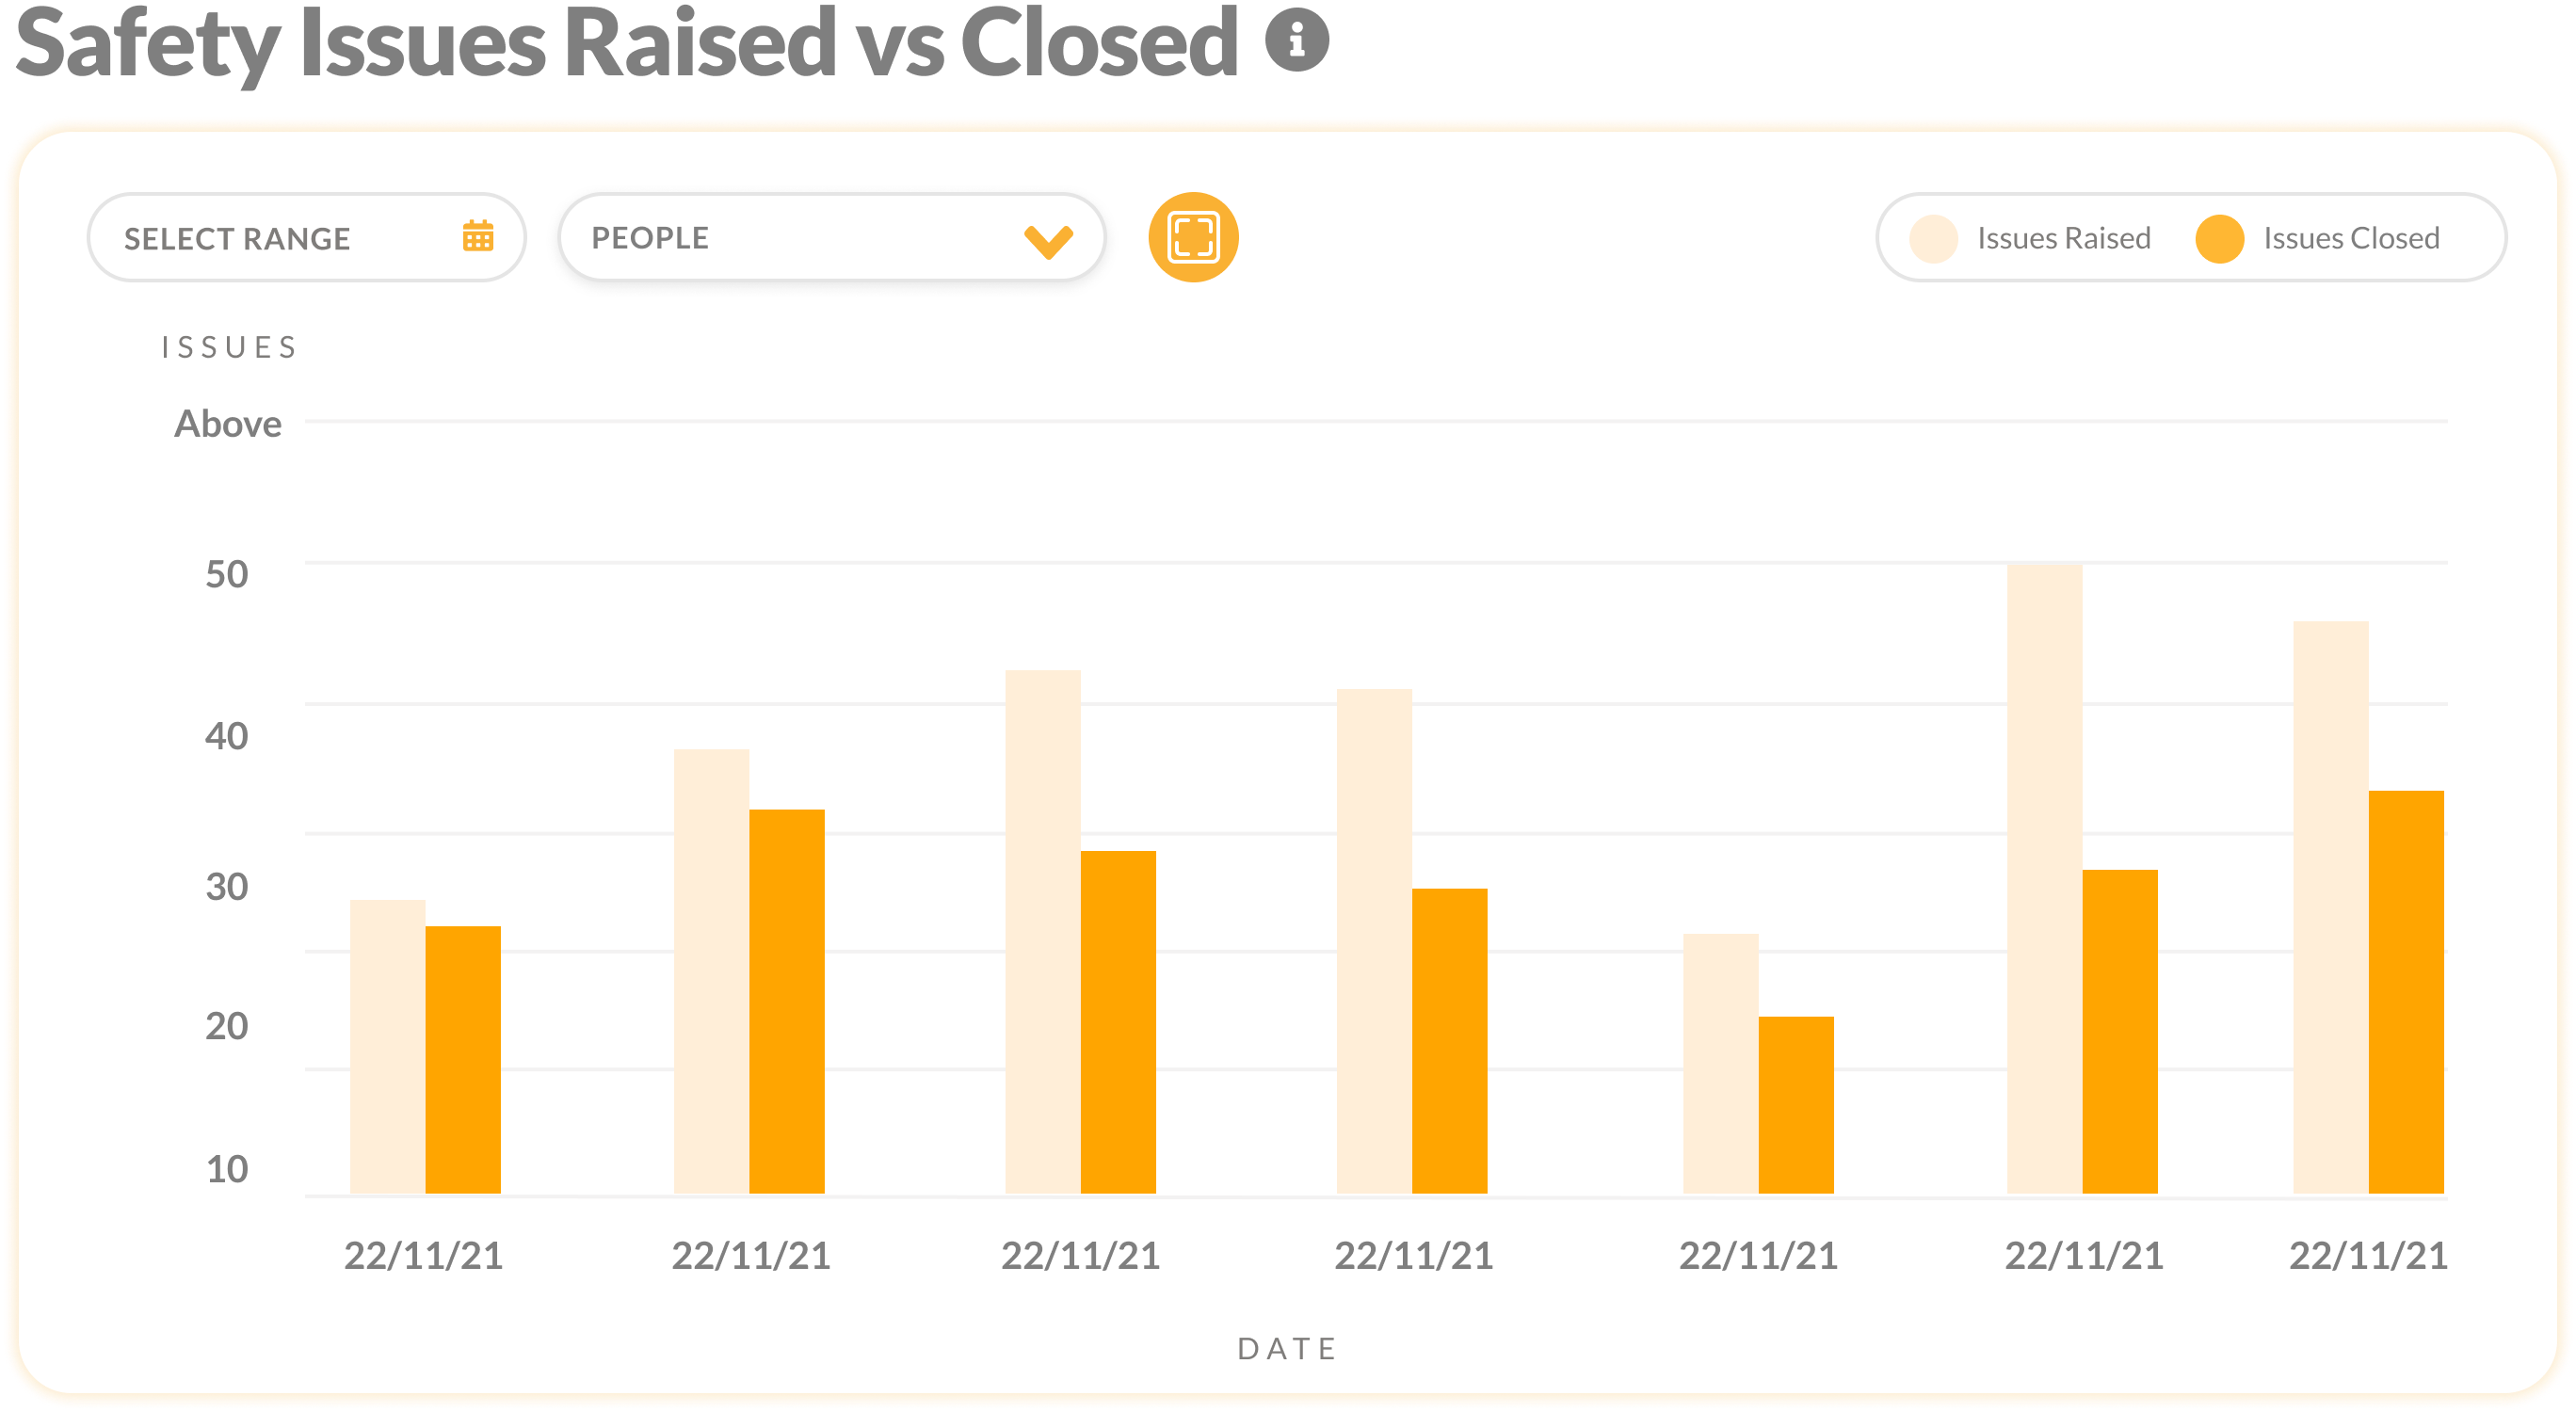 Safety Issues Raised vs Closed
SELECT RANGE
PEOPLE
Issues Raised
Issues Closed
ISSUES
Above
50
40
30
20
10
22/11/21 22/11/21 22/11/21 22/11/21 22/11/21 22/11/21 22/11/21
DATE